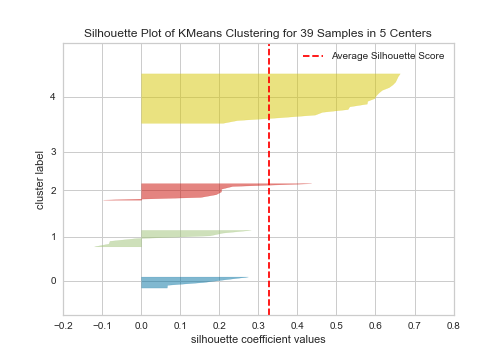 Silhouette Plot of KMeans Clustering for 39 Samples in 5 Centers
Average Silhouette Score
cluster label
4
3
2
1
0
−0.2 −0.1 0.0 0.1 0.2 0.3 0.4 0.5 0.6 0.7 0.8
silhouette coefficient values